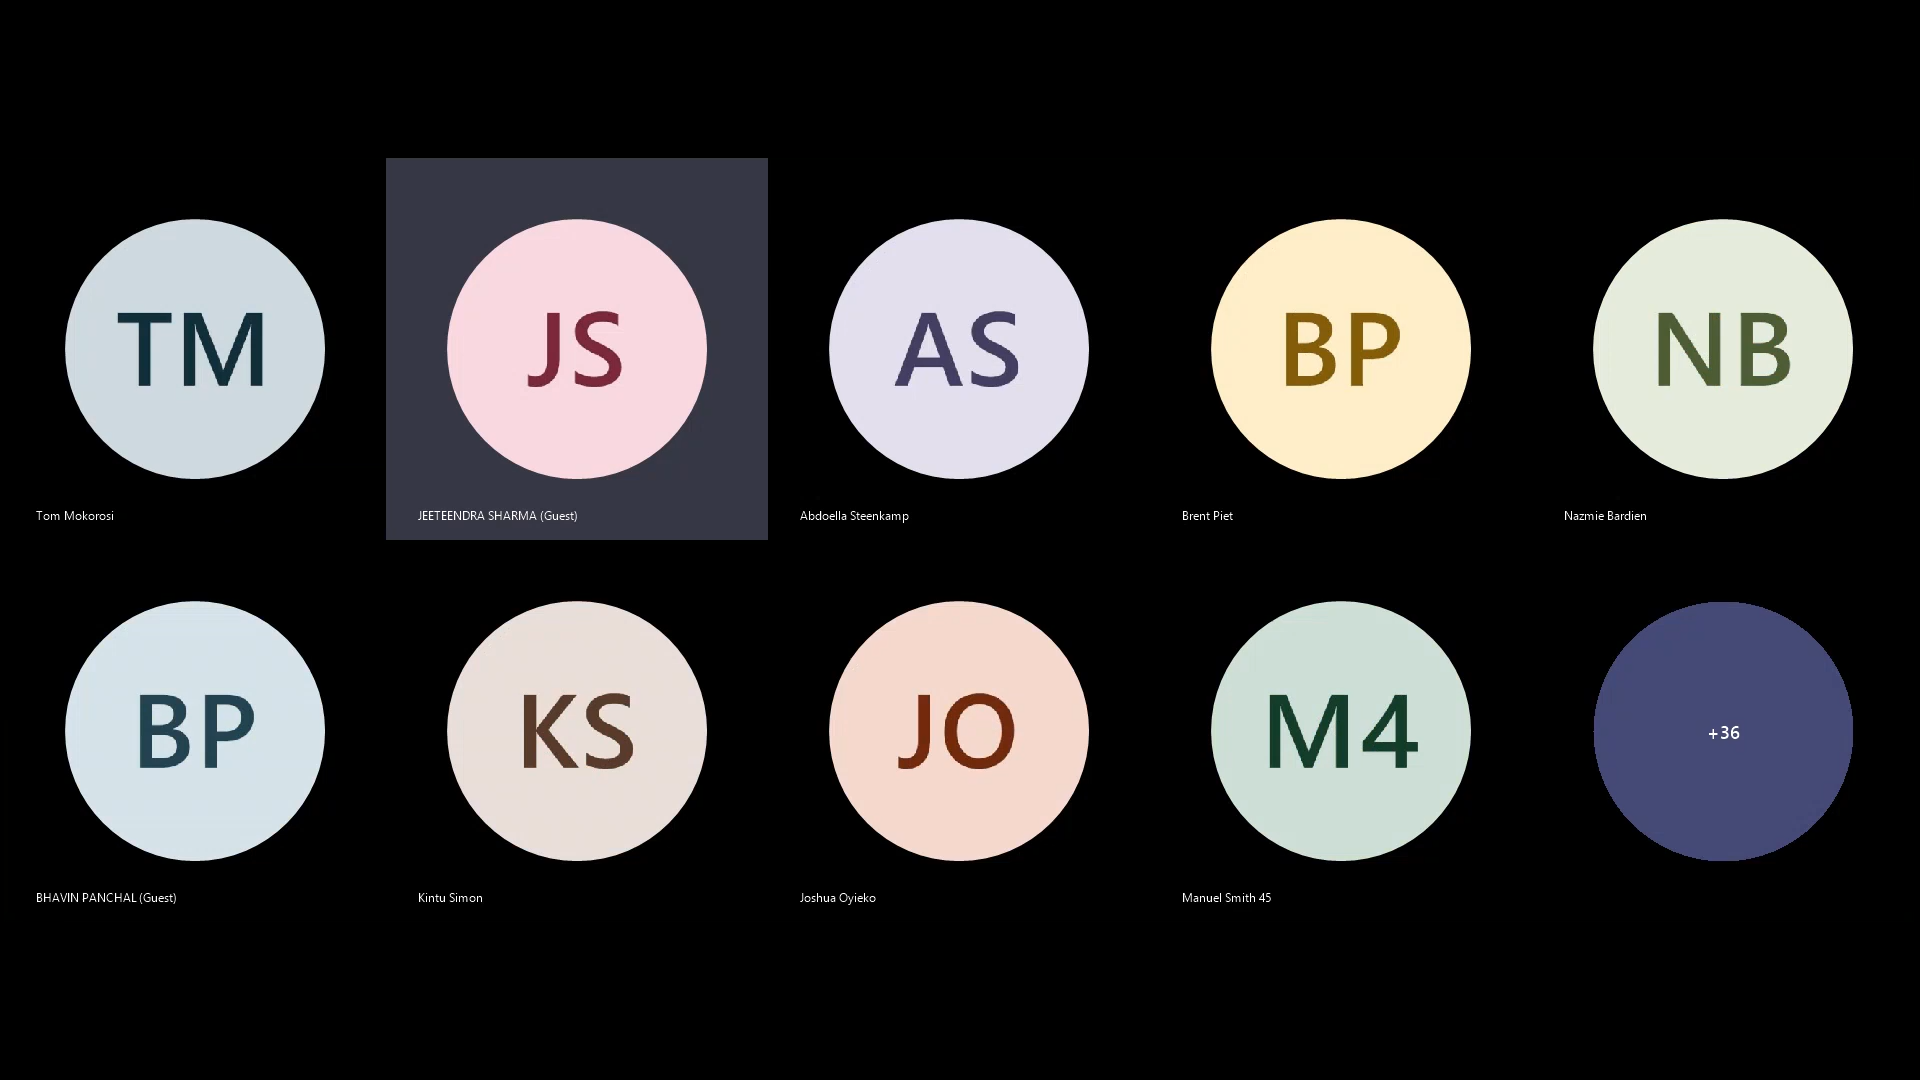 TM
JS
AS
BP
NB
Tom Mokorosi
JEETEENDRA SHARMA (Guest)
Abdoella Steenkamp
Brent Piet
Nazmie Bardien
BP
KS
JO
M4
+36
BHAVIN PANCHAL (Guest)
Kintu Simon
Joshua Oyieko
Manuel Smith 45